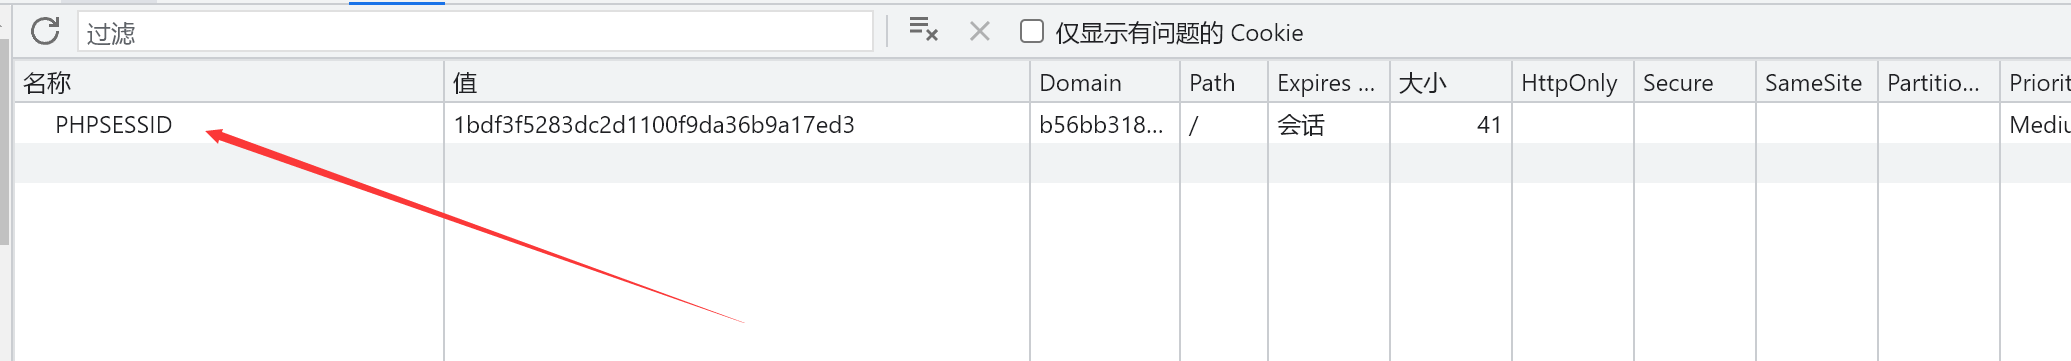 过滤 仅显示有问题的 Cookie
名称 值 Domain Path Expires ... 大小 HttpOnly Secure SameSite Partitio... Priorit
PHPSESSID 1bdf3f5283dc2d1100f9da36b9a17ed3 b56bb318... / 会话 41 Mediu